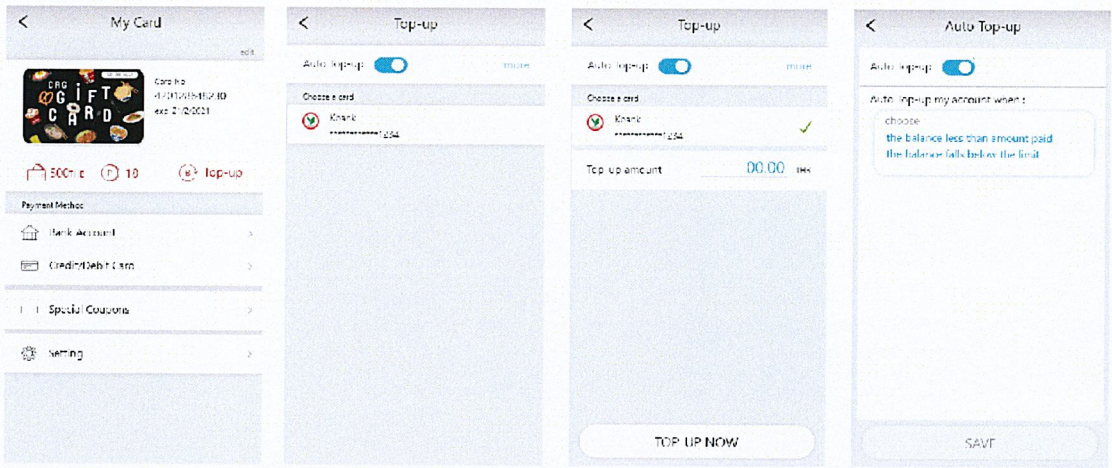 My Card
edit
CRG
GIFT
CARD
Card No
exp 21/2/2021
18
Top-up
Payment Method
Bank Account
Credit/Debit Card
Special Coupons
Setting
Top-up
Auto Top-up
more
Choose a card
Kbank
************1234
Top-up
Auto Top-up
more
Choose a card
Kbank
************1234
Top-up amount 00.00 THB
TOP UP NOW
Auto Top-up
Auto Top-up
Auto Top-up my account when :
choose
the balance less than amount paid
the balance falls below the limit
SAVE